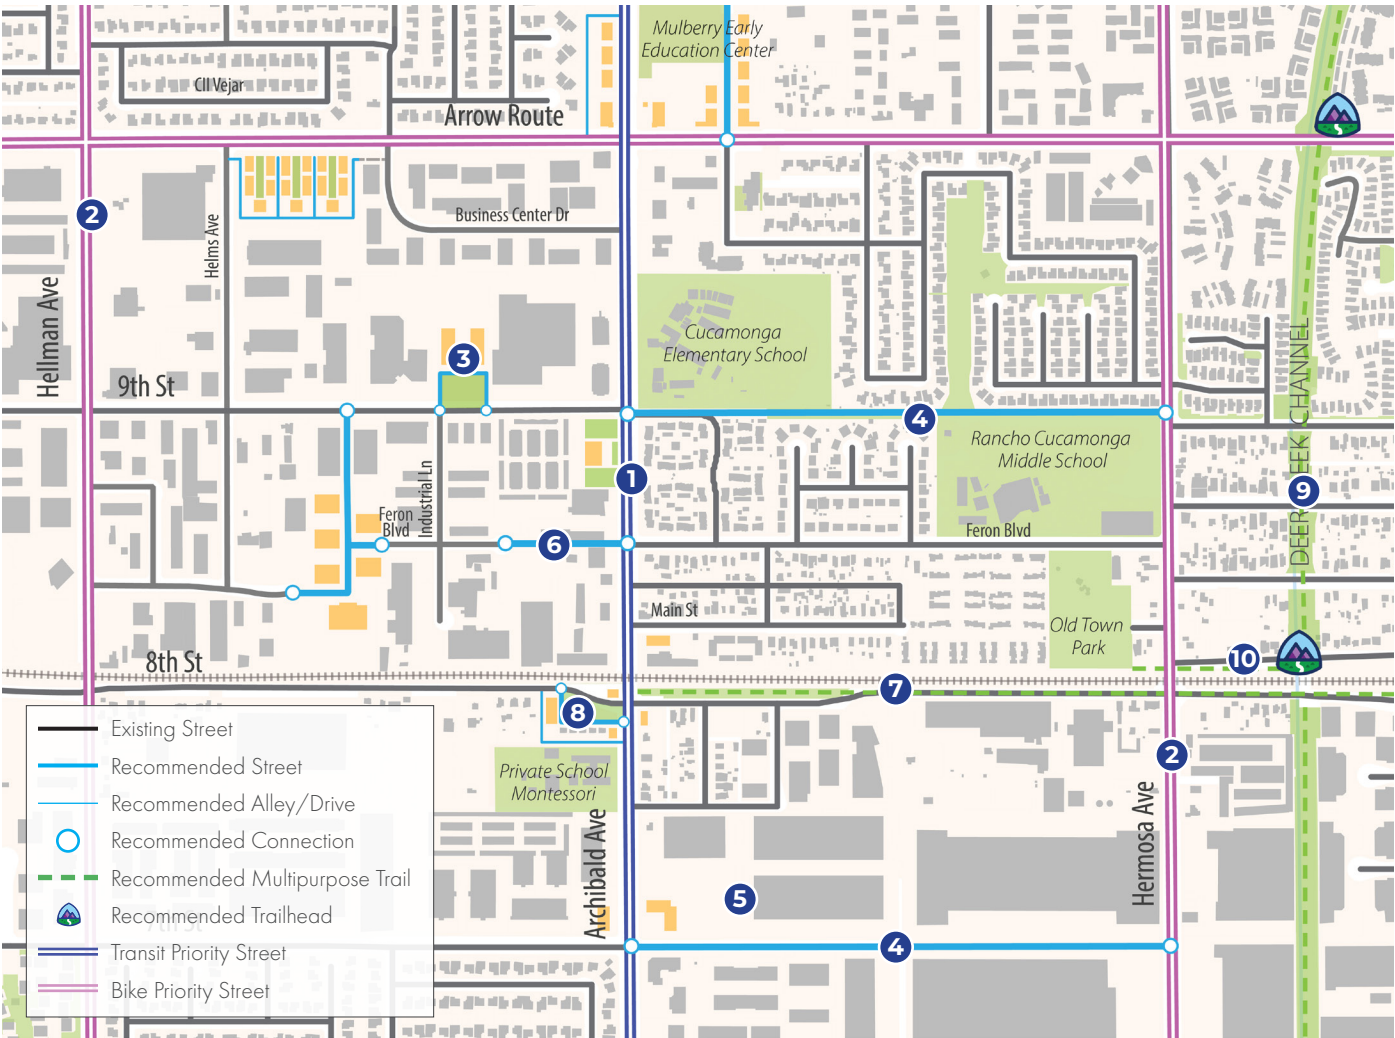 Mulberry Early
Education Center
Cll Vejar
Arrow Route
2
Business Center Dr
Helms Ave
Hellman Ave
Cucamonga
Elementary School
3
9th St
DEER CREEK CHANNEL
4
Rancho Cucamonga
Middle School
1
9
Industrial Ln
Feron
Blvd
6
Feron Blvd
Main St
Old Town
Park
8th St
10
7
8
2
Existing Street
Recommended Street
Recommended Alley/Drive
Recommended Connection
Recommended Multipurpose Trail
Recommended Trailhead
7th St
Transit Priority Street
Bike Priority Street
Private School
Montessori
Archibald Ave
Hermosa Ave
5
4